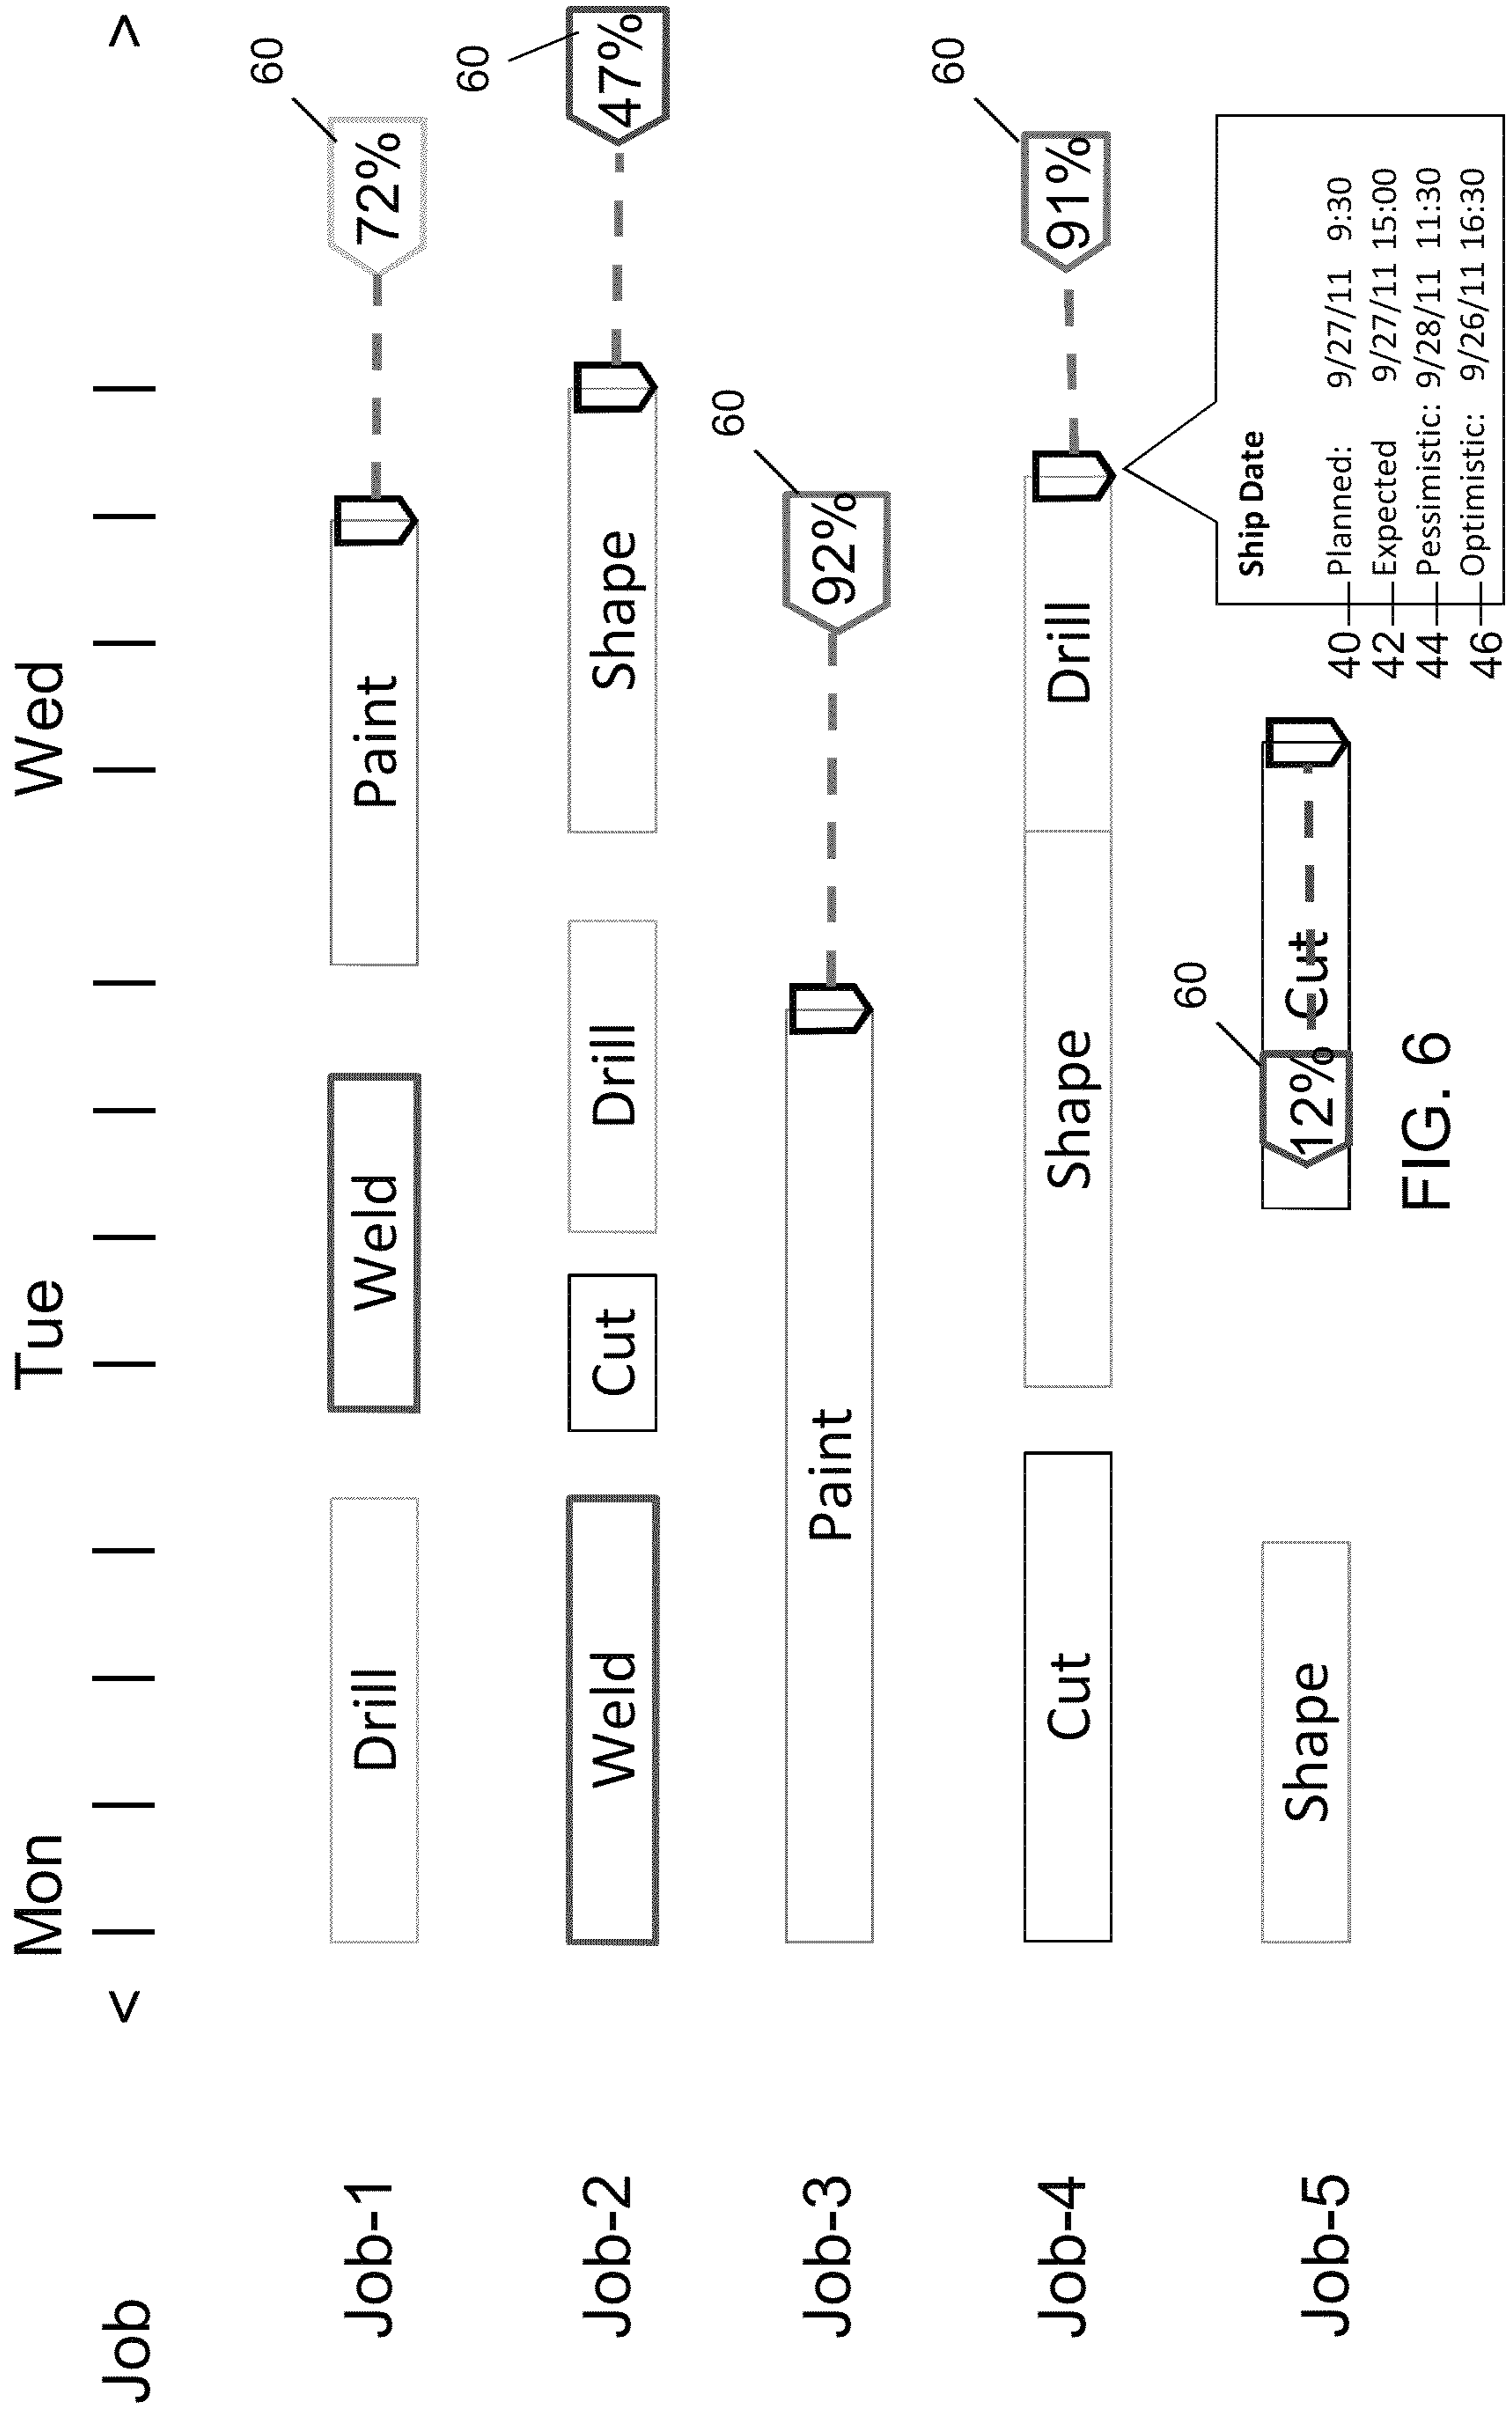 Mon Tue Wed
Job < >
60
Job-1 Drill Weld Paint 72%
60
Job-2 Weld Cut Drill Shape 47%
60
Job-3 Paint 92%
60
Job-4 Cut Shape Drill 91%
60
Job-5 Shape 12% Cut
Ship Date
40 Planned: 9/27/11 9:30
42 Expected 9/27/11 15:00
44 Pessimistic: 9/28/11 11:30
46 Optimistic: 9/26/11 16:30
FIG. 6